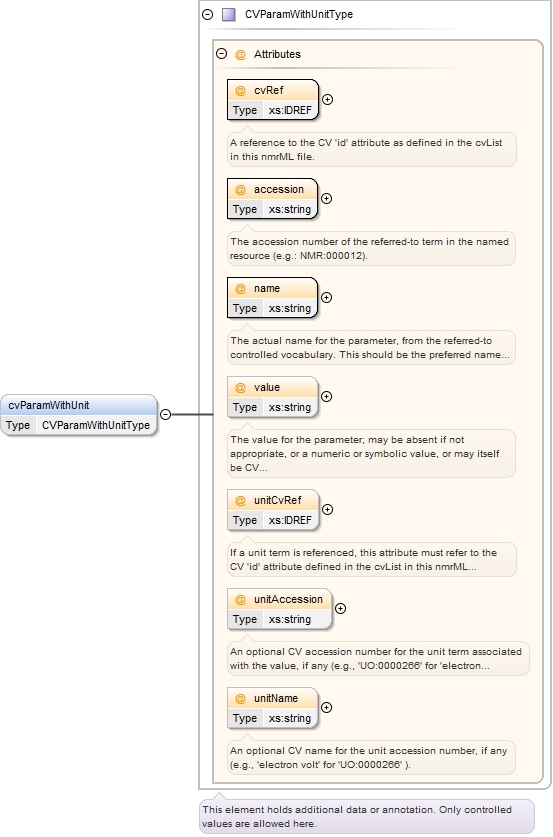 CVParamWithUnitType
@ Attributes
@ cvRef
Type xs:IDREF
A reference to the CV 'id' attribute as defined in the cvList
in this nmrML file.
@ accession
Type xs:string
The accession number of the referred-to term in the named
resource (e.g.: NMR:000012).
@ name
Type xs:string
The actual name for the parameter, from the referred-to
controlled vocabulary. This should be the preferred name...
@ value
Type xs:string
The value for the parameter; may be absent if not
appropriate, or a numeric or symbolic value, or may itself
be CV...
cvParamWithUnit
Type CVParamWithUnitType
@ unitCvRef
Type xs:IDREF
If a unit term is referenced, this attribute must refer to the
CV 'id' attribute defined in the cvList in this nmrML...
@ unitAccession
Type xs:string
An optional CV accession number for the unit term associated
with the value, if any (e.g., 'UO:0000266' for 'electron...
@ unitName
Type xs:string
An optional CV name for the unit accession number, if any
(e.g., 'electron volt' for 'UO:0000266' ).
This element holds additional data or annotation. Only controlled
values are allowed here.